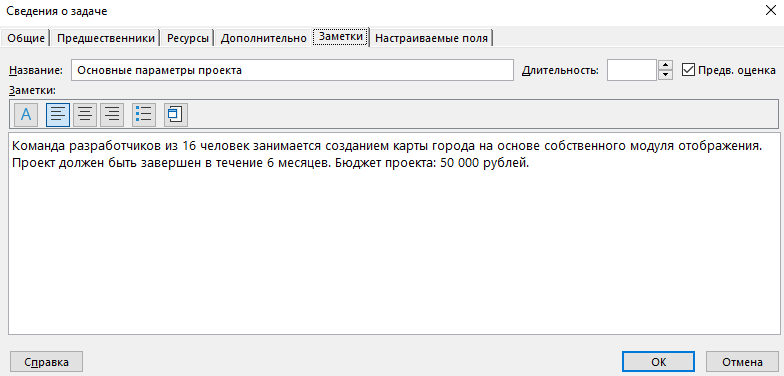 Сведения о задаче
Общие Предшественники Ресурсы Дополнительно Заметки Настраиваемые поля
Название: Основные параметры проекта Длительность: Предв. оценка
Заметки:
А
Команда разработчиков из 16 человек занимается созданием карты города на основе собственного модуля отображения.
Проект должен быть завершен в течение 6 месяцев. Бюджет проекта: 50 000 рублей.
Справка ОК Отмена